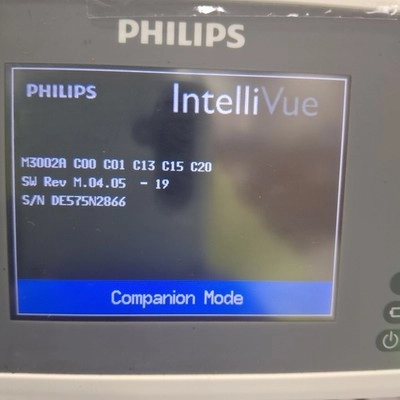 PHILIPS
PHILIPS IntelliVue
M3002A C00 C01 C13 C15 C20
SW Rev M.04.05 - 19
S/N DE575N2866
Companion Mode